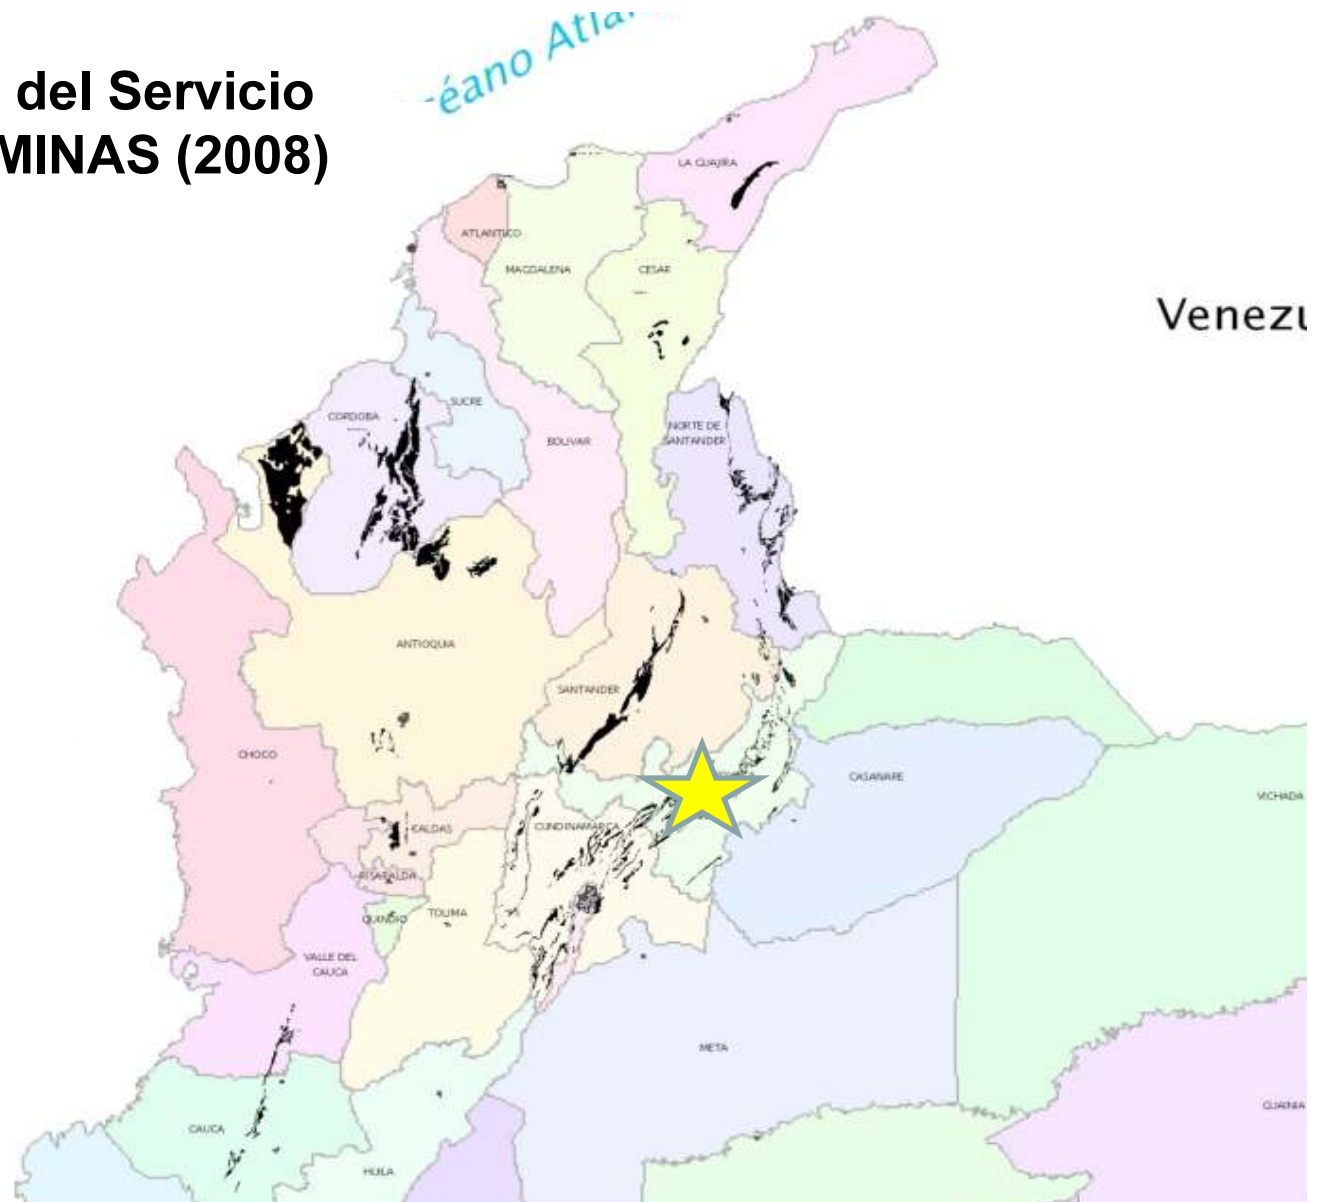 éano Atla
del Servicio
MINAS (2008)
LA GUAJIRA
ATLANTICO
MAGDALENA
CESAR
Venezu
SUCRE
CORDOBA
NORTE DE
SANTANDER
BOLIVAR
ANTIOQUIA
SANTANDER
CHOCO
CASANARE
VICHADA
CALDAS
CUNDINAMARCA
RISARALDA
QUINDIO
TOLIMA
VALLE DEL
CAUCA
META
GUAINIA
CAUCA
HUILA